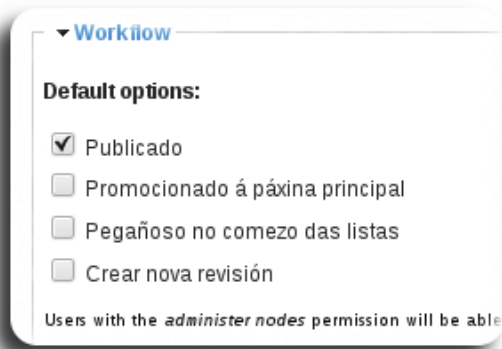 Workflow
Default options:
Publicado
Promocionado á páxina principal
Pegañoso no comezo das listas
Crear nova revisión
Users with the administer nodes permission will be able